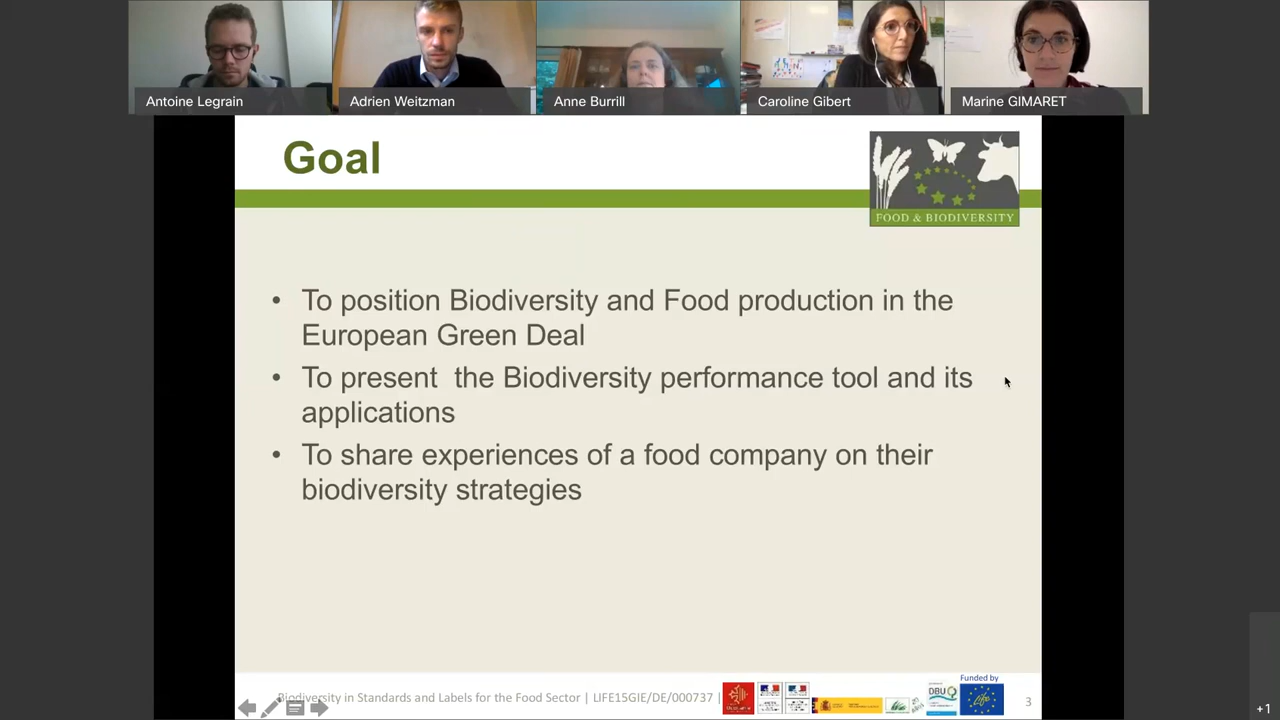 Antoine Legrain
Adrien Weitzman
Anne Burrill
Caroline Gibert
Marine GIMARET
Goal
FOOD & BIODIVERSITY
• To position Biodiversity and Food production in the
European Green Deal
• To present the Biodiversity performance tool and its
applications
• To share experiences of a food company on their
biodiversity strategies
Funded by
Biodiversity in Standards and Labels for the Food Sector | LIFE15GIE/DE/000737 |
DBU
Life
3
+1